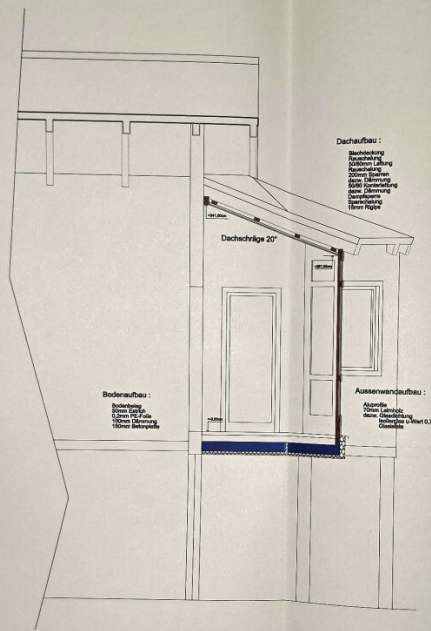 Dachaufbau :
Blechdeckung
Rauschalung
50/80mm Lattung
Rauschalung
200mm Sparren
dazw. Dämmung
50/80 Konterlattung
dazw. Dämmung
Dampfsperre
Sparschalung
15mm Rigips
Dachschräge 20°
Bodenaufbau :
Bodenbelag
80mm Estrich
0,2mm PE-Folie
100mm Dämmung
150mm Betonplatte
Aussenwandaufbau :
Aluprofile
70mm Leimholz
dazw. Glasdichtung
Isolierglas u-Wert 0,7
Glasleiste